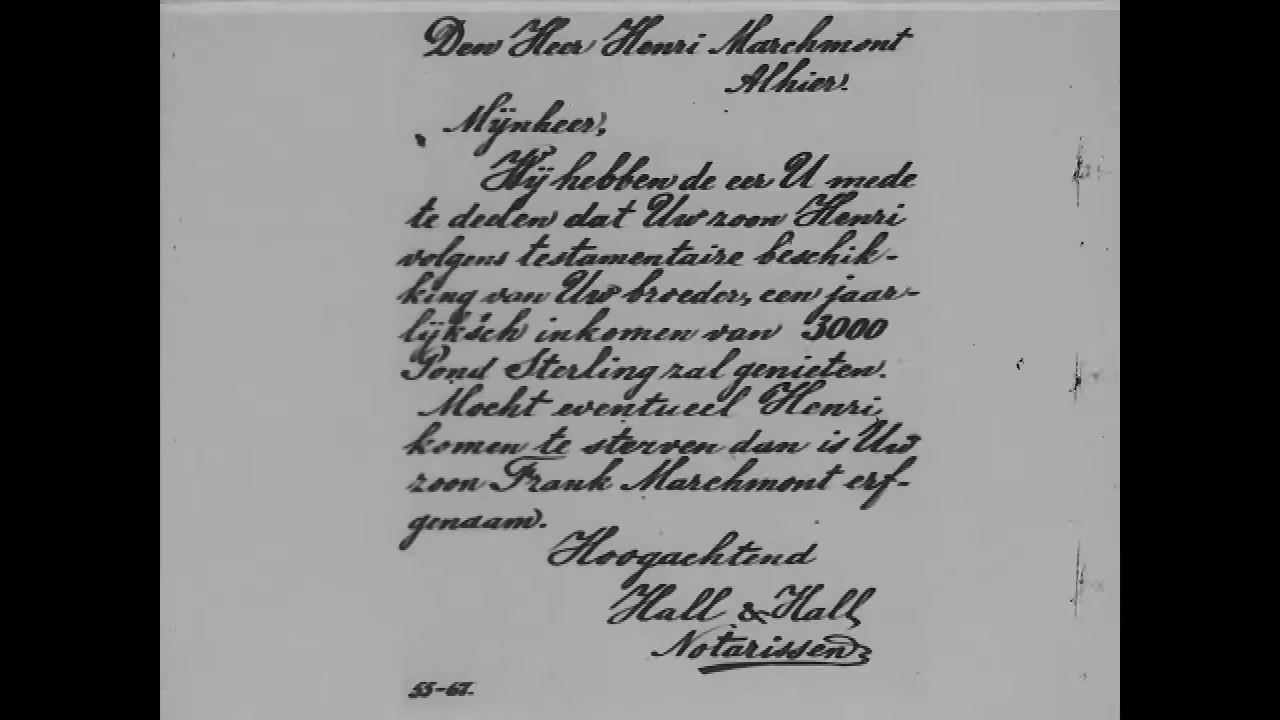 Den Heer Henri Marchmont
Alhier.
Mijnheer,
Wij hebben de eer U mede
te deelen dat Uw zoon Henri
volgens testamentaire beschik-
king van Uw broeder, een jaar-
lijksch inkomen van 3000
Pond Sterling zal genieten.
Mocht eventueel Henri,
komen te sterven dan is Uw
zoon Frank Marchmont erf-
genaam.
Hoogachtend
Hall & Hall
Notarissen
55-67.